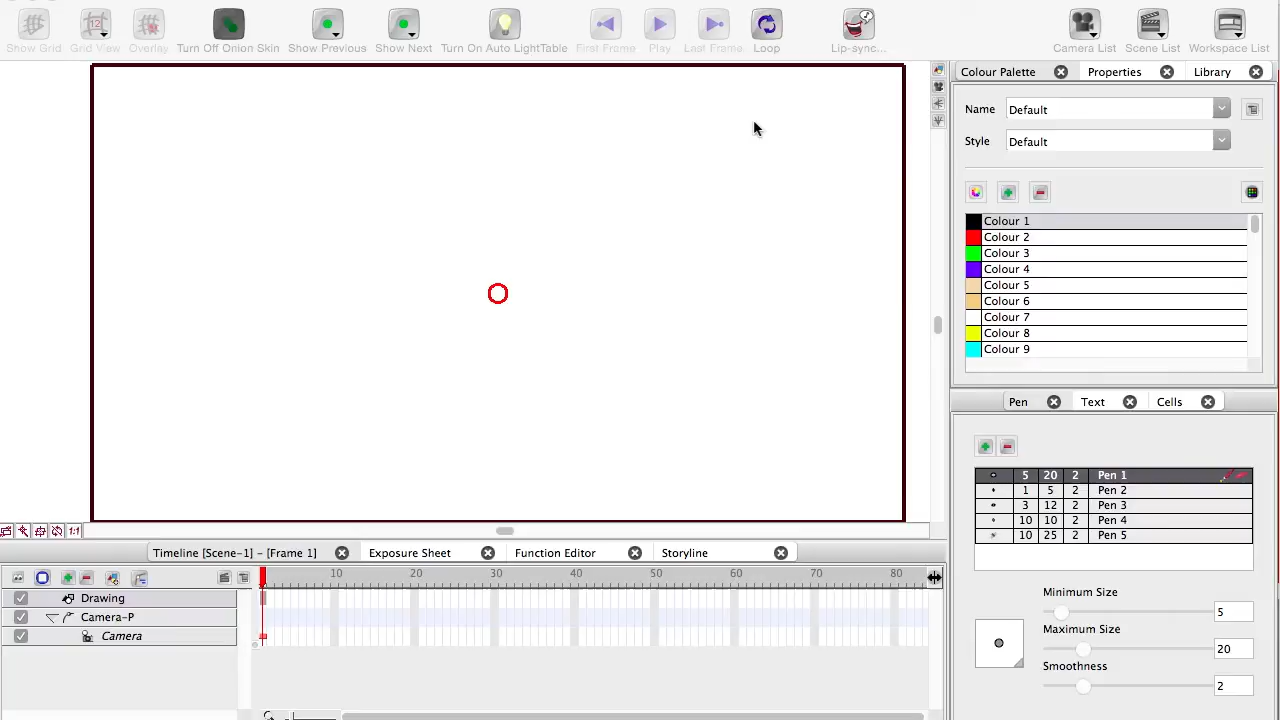 Show Grid Grid View Overlay Turn Off Onion Skin Show Previous Show Next Turn On Auto LightTable First Frame Play Last Frame Loop Lip-sync... Camera List Scene List Workspace List
12
Colour Palette Properties Library
Name Default
Style Default
Colour 1
Colour 2
Colour 3
Colour 4
Colour 5
Colour 6
Colour 7
Colour 8
Colour 9
Pen Text Cells
5 20 2 Pen 1
1 5 2 Pen 2
3 12 2 Pen 3
10 10 2 Pen 4
10 25 2 Pen 5
Minimum Size
5
Maximum Size
20
Smoothness
2
1:1
Timeline [Scene-1] - [Frame 1] Exposure Sheet Function Editor Storyline
10 20 30 40 50 60 70 80
Drawing
Camera-P
Camera